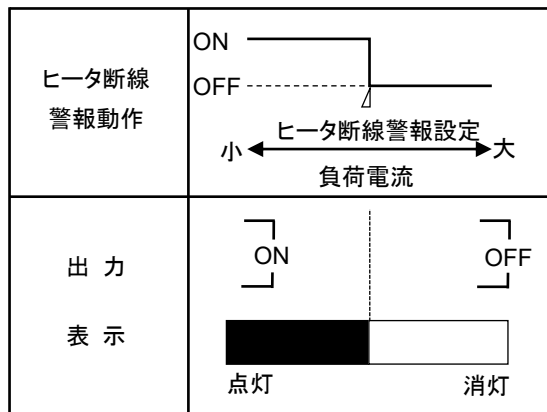 ヒータ断線
警報動作
ON
OFF
ヒータ断線警報設定
小
大
負荷電流
出 力
ON
OFF
表 示
点灯
消灯